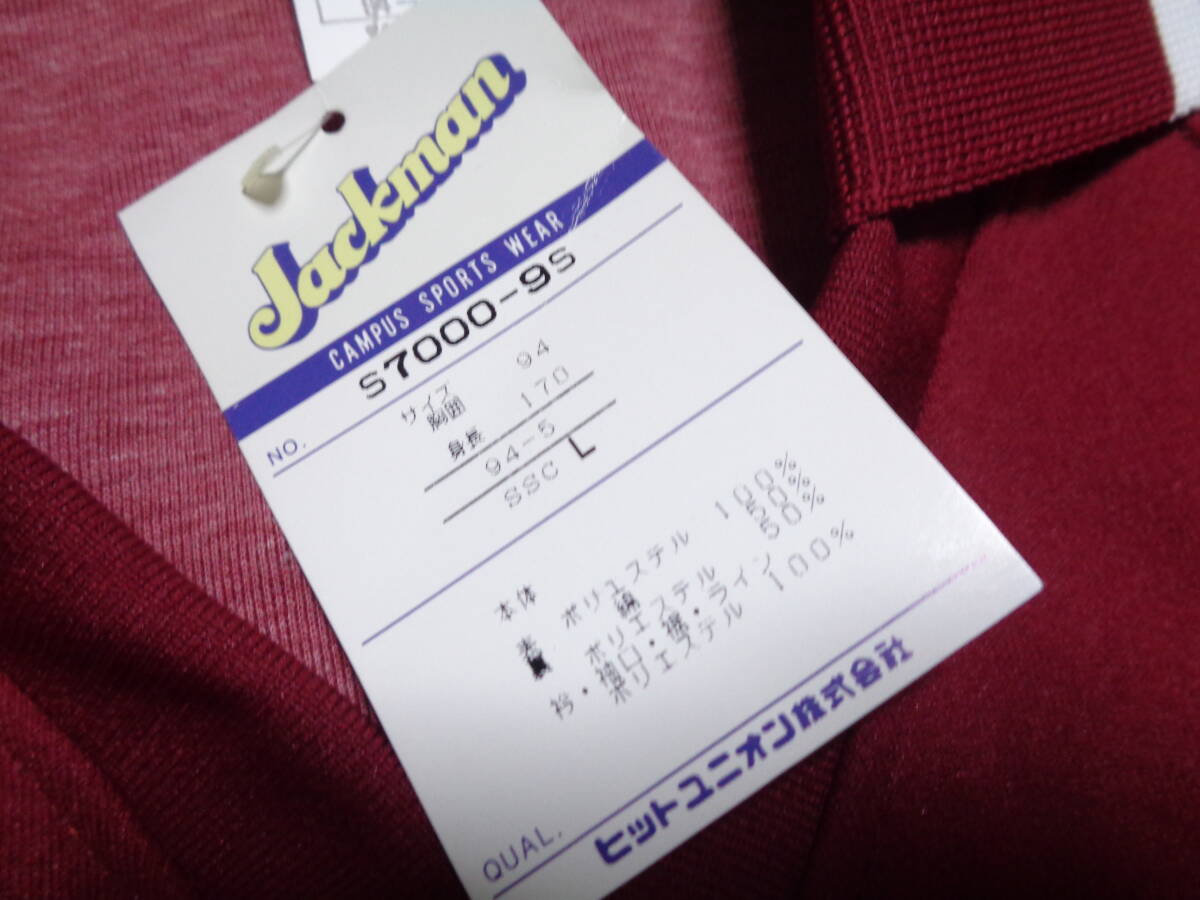 Jackman
CAMPUS SPORTS WEAR
NO. S7000-9S
サイズ
胸囲 94
身長 170
94-5
SSC L
本体
表 ポリエステル 100%
裏 綿 50%
ポリエステル 50%
衿・袖口・裾・ライン
ポリエステル 100%
QUAL. ヒットユニオン株式会社